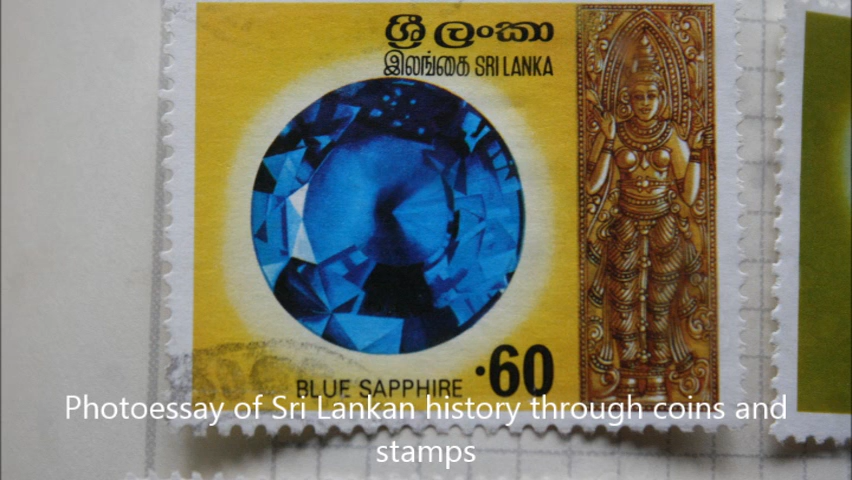 ශ්‍රී ලංකා
இலங்கை SRI LANKA
.60
BLUE SAPPHIRE
Photoessay of Sri Lankan history through coins and
stamps